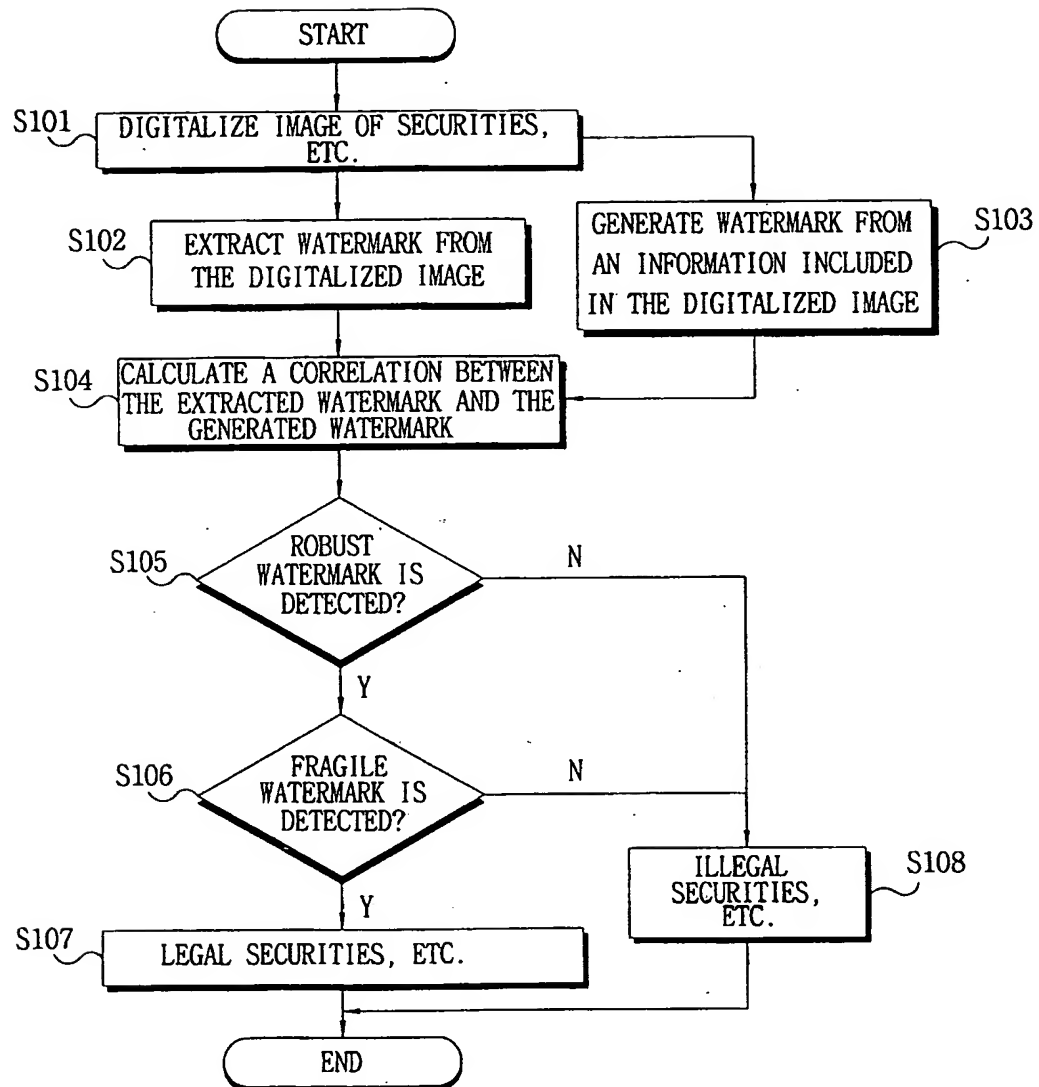 START
S101
DIGITALIZE IMAGE OF SECURITIES,
ETC.
S102
EXTRACT WATERMARK FROM
THE DIGITALIZED IMAGE
GENERATE WATERMARK FROM
AN INFORMATION INCLUDED
IN THE DIGITALIZED IMAGE
S103
S104
CALCULATE A CORRELATION BETWEEN
THE EXTRACTED WATERMARK AND THE
GENERATED WATERMARK
S105
ROBUST
WATERMARK IS
DETECTED?
N
Y
S106
FRAGILE
WATERMARK IS
DETECTED?
N
Y
ILLEGAL
SECURITIES,
ETC.
S108
S107
LEGAL SECURITIES, ETC.
END